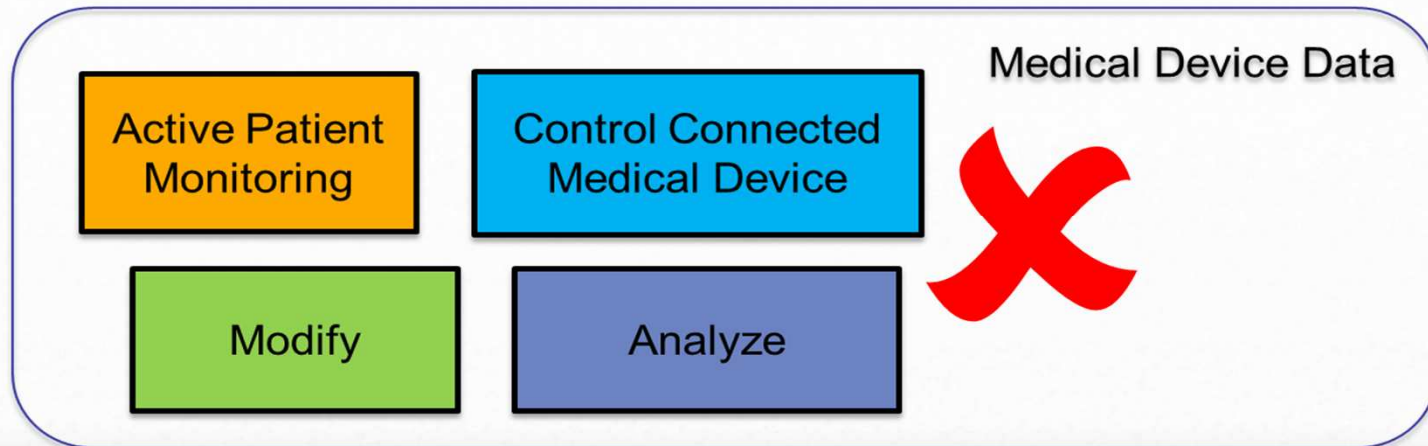 Medical Device Data
Active Patient
Monitoring
Control Connected
Medical Device
Modify
Analyze